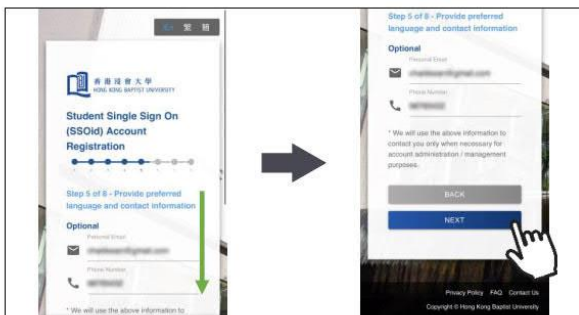 繁 簡
香港浸會大學
HONG KONG BAPTIST UNIVERSITY
Student Single Sign On
(SSOid) Account
Registration
Step 5 of 8 - Provide preferred
language and contact information
Optional
Personal Email
Phone Number
* We will use the above information to
Step 5 of 8 - Provide preferred
language and contact information
Optional
Personal Email
Phone Number
* We will use the above information to
contact you only when necessary for
account administration / management
purposes.
BACK
NEXT
Privacy Policy FAQ Contact Us
Copyright © Hong Kong Baptist University